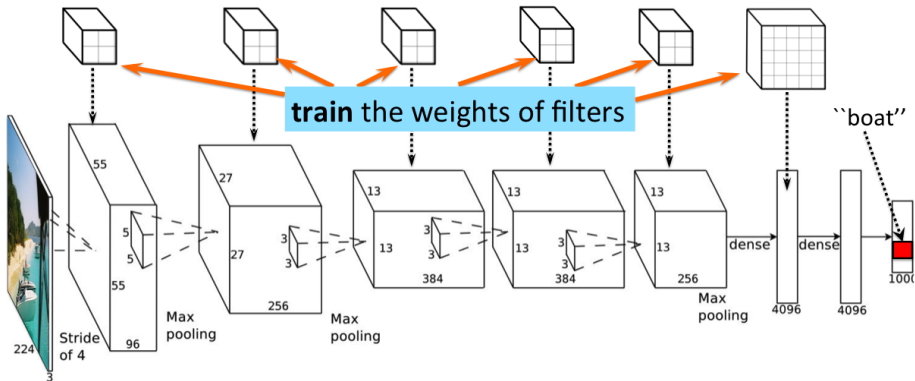 train the weights of filters
``boat''
55
27
13
13
13
5
5
55
27
3
3
13
3
3
13
3
3
13
dense
dense
55
256
384
384
256
1000
Max
pooling
Max
pooling
Max
pooling
4096
4096
224
Stride
of 4
96
3